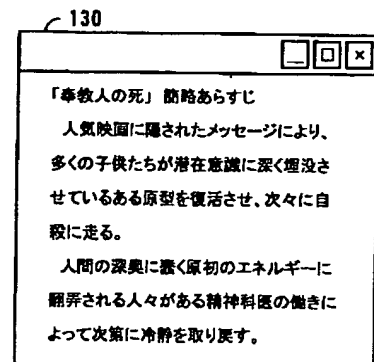 130
「奉教人の死」 簡略あらすじ
人気映画に隠されたメッセージにより、
多くの子供たちが潜在意識に深く埋没さ
せているある原型を復活させ、次々に自
殺に走る。
人間の深奥に蠢く原初のエネルギーに
翻弄される人々がある精神科医の働きに
よって次第に冷静を取り戻す。